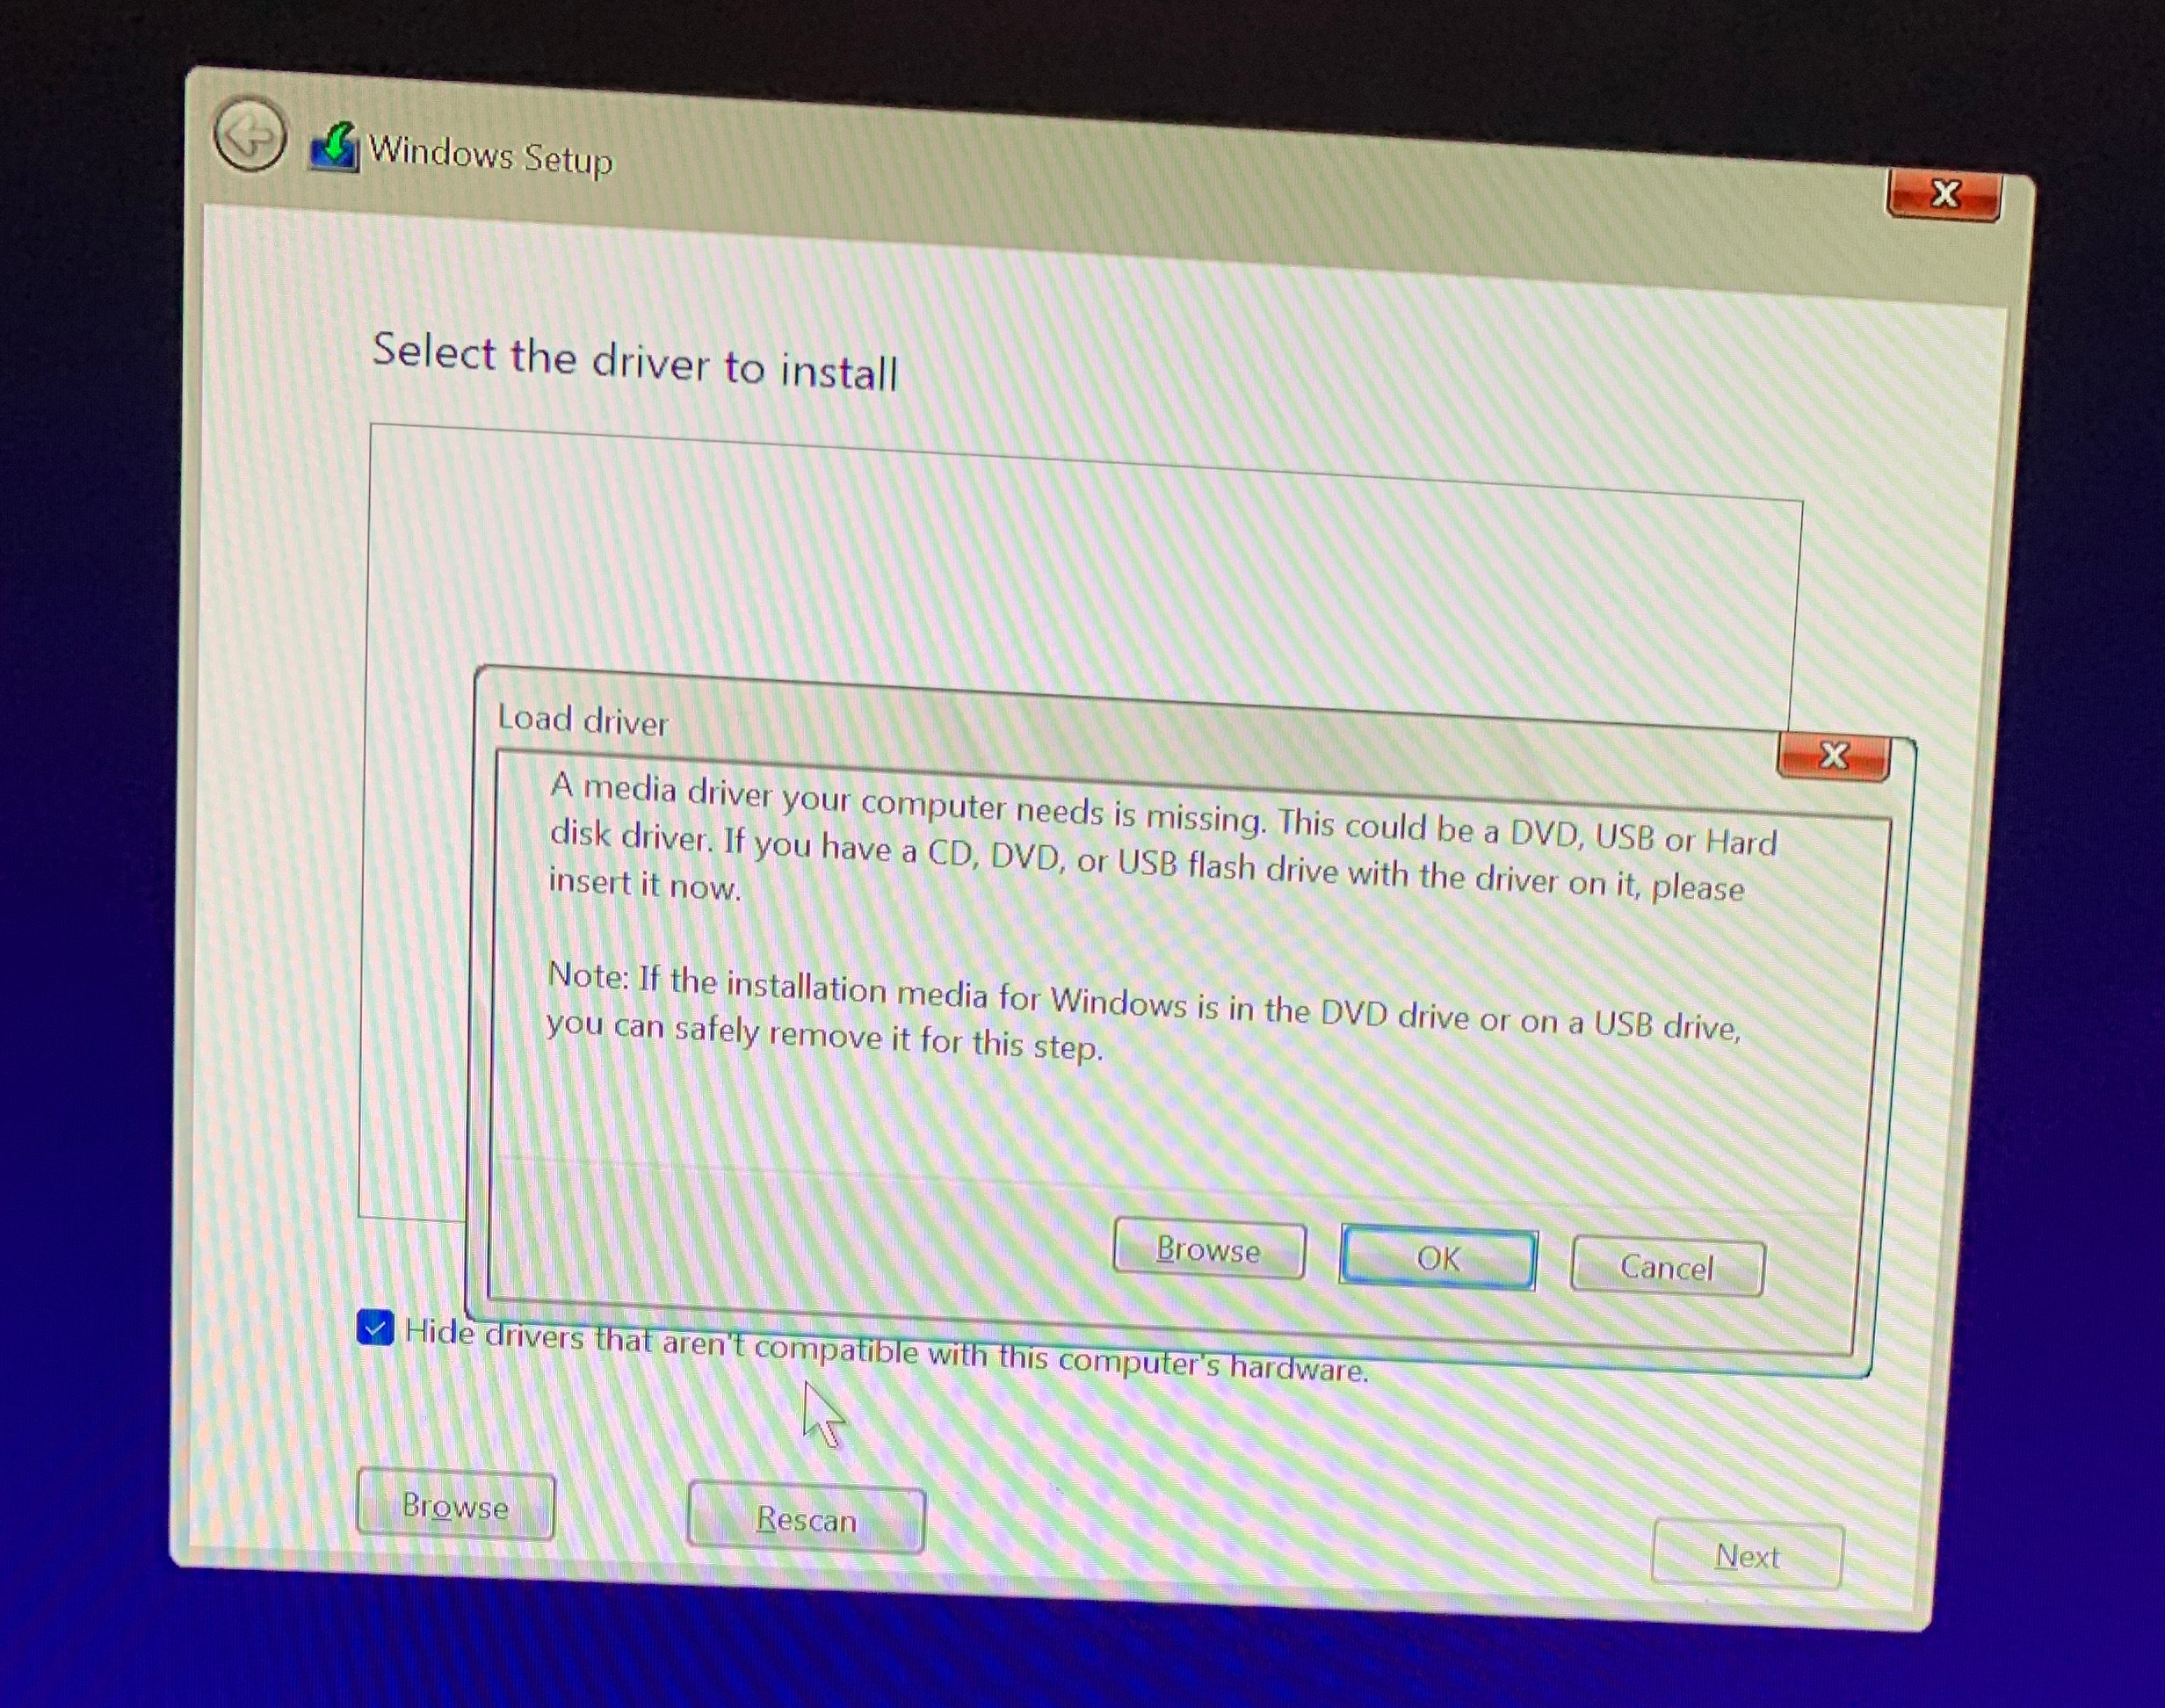 Windows Setup
X
Select the driver to install
Load driver
X
A media driver your computer needs is missing. This could be a DVD, USB or Hard
disk driver. If you have a CD, DVD, or USB flash drive with the driver on it, please
insert it now.
Note: If the installation media for Windows is in the DVD drive or on a USB drive,
you can safely remove it for this step.
Browse OK Cancel
Hide drivers that aren't compatible with this computer's hardware.
Browse Rescan Next